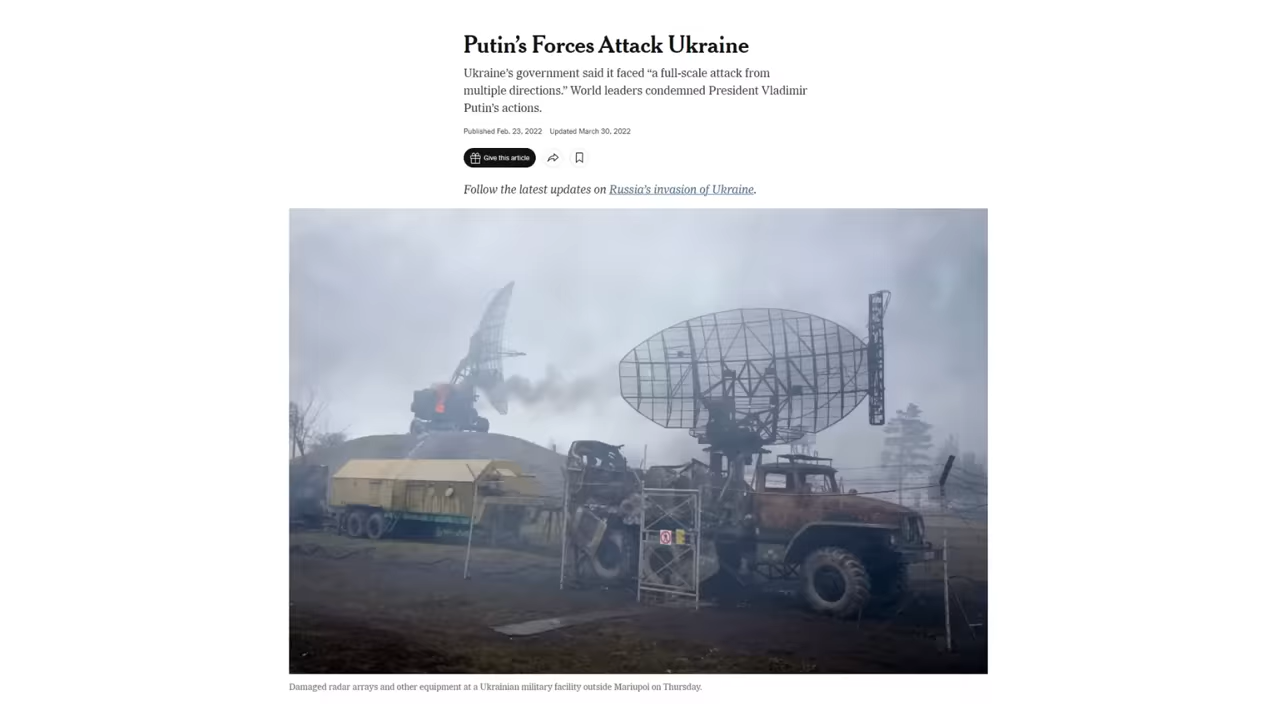 Putin’s Forces Attack Ukraine
Ukraine’s government said it faced “a full-scale attack from
multiple directions.” World leaders condemned President Vladimir
Putin’s actions.
Published Feb. 23, 2022 Updated March 30, 2022
Give this article
Follow the latest updates on Russia’s invasion of Ukraine.
Damaged radar arrays and other equipment at a Ukrainian military facility outside Mariupol on Thursday.